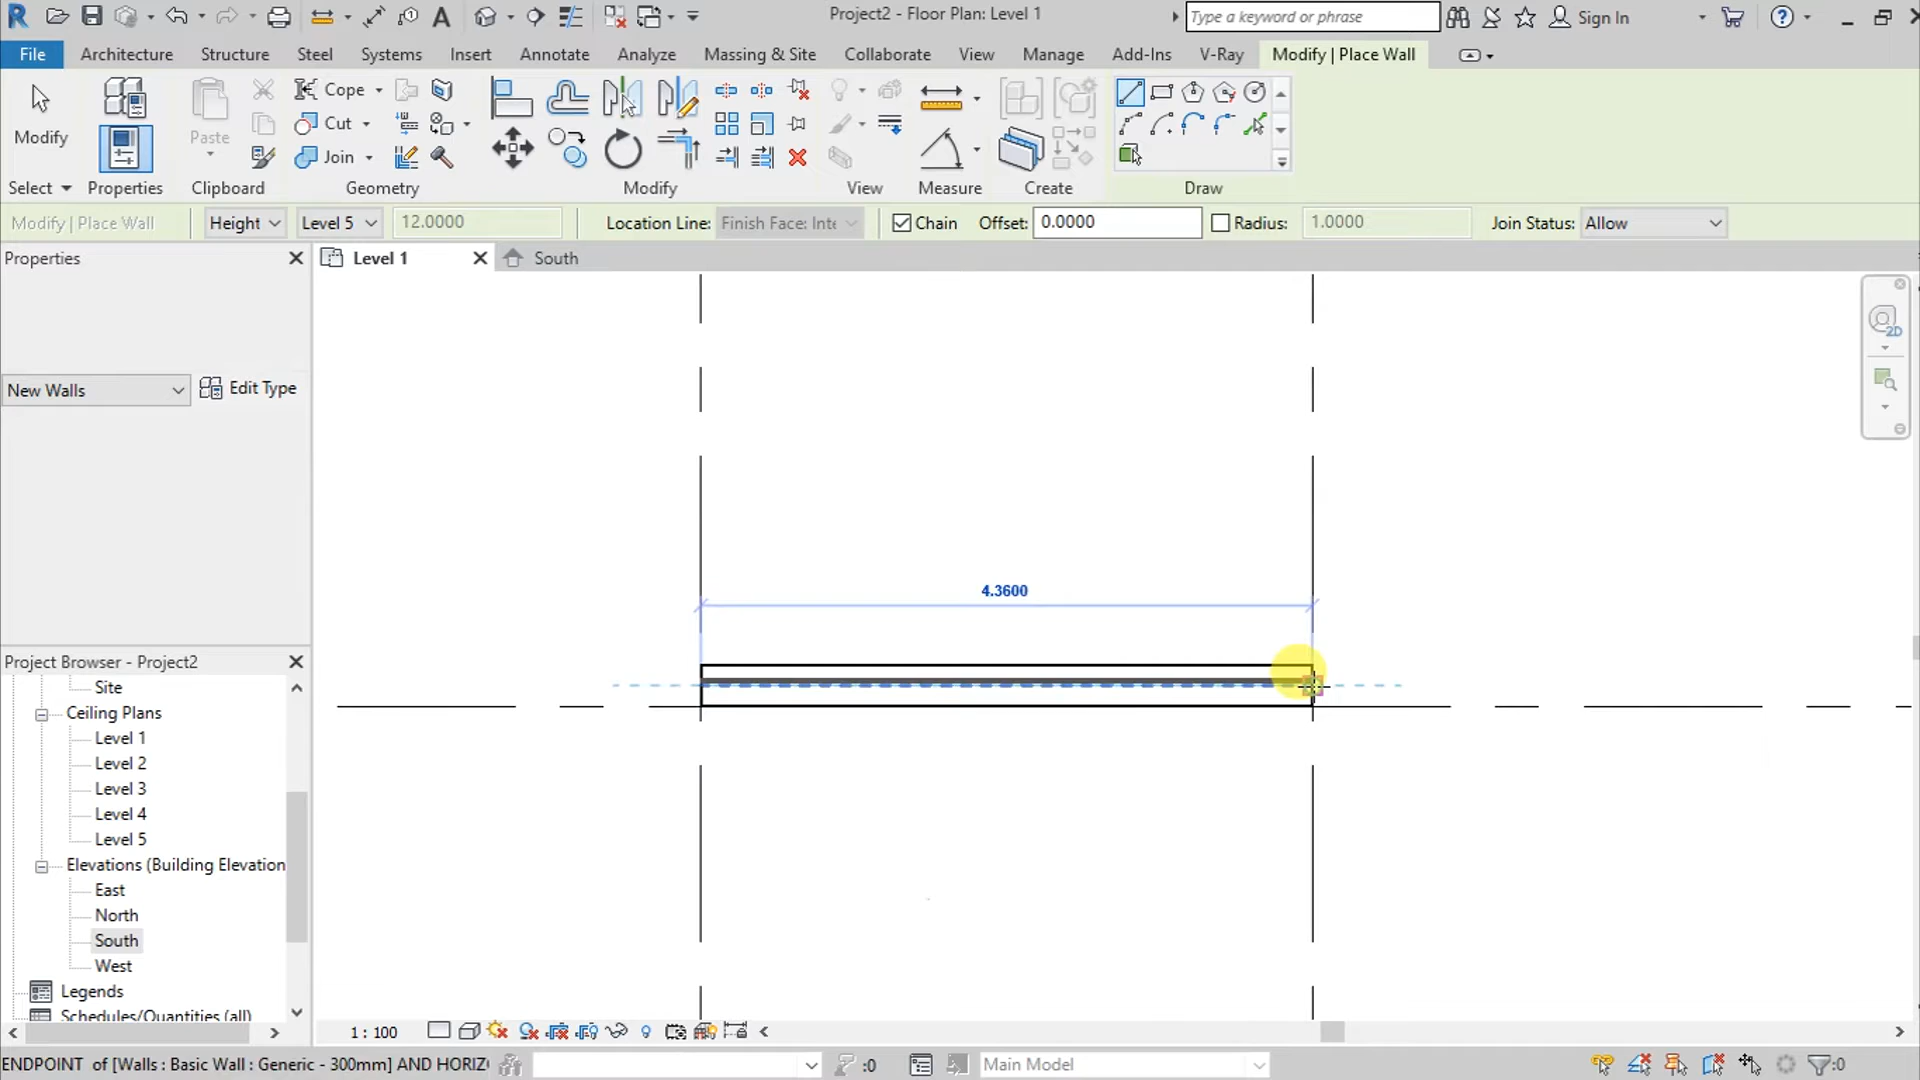 Project2 - Floor Plan: Level 1
Type a keyword or phrase
Sign In
File
Architecture
Structure
Steel
Systems
Insert
Annotate
Analyze
Massing & Site
Collaborate
View
Manage
Add-Ins
V-Ray
Modify | Place Wall
Modify
Paste
Cope
Cut
Join
Select
Properties
Clipboard
Geometry
Modify
View
Measure
Create
Draw
Modify | Place Wall
Height
Level 5
12.0000
Location Line:
Finish Face: Inte
Chain
Offset:
0.0000
Radius:
1.0000
Join Status:
Allow
Properties
Level 1
South
New Walls
Edit Type
4.3600
Project Browser - Project2
Site
Ceiling Plans
Level 1
Level 2
Level 3
Level 4
Level 5
Elevations (Building Elevation
East
North
South
West
Legends
Schedules/Quantities (all)
1 : 100
ENDPOINT of [Walls : Basic Wall : Generic - 300mm] AND HORIZ
:0
Main Model
:0
2D